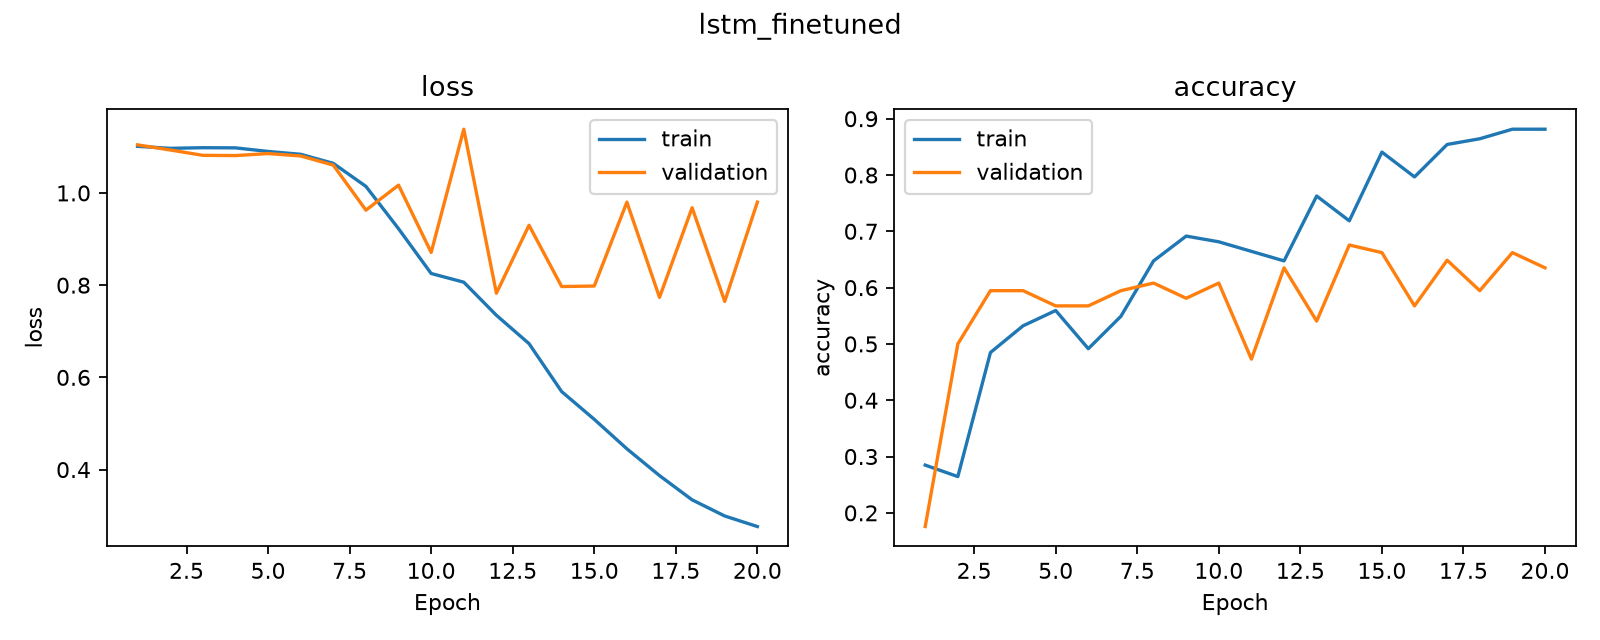 lstm_finetuned
loss
train
validation
1.0
0.8
0.6
0.4
loss
2.5 5.0 7.5 10.0 12.5 15.0 17.5 20.0
Epoch
accuracy
train
validation
0.9
0.8
0.7
0.6
0.5
0.4
0.3
0.2
accuracy
2.5 5.0 7.5 10.0 12.5 15.0 17.5 20.0
Epoch